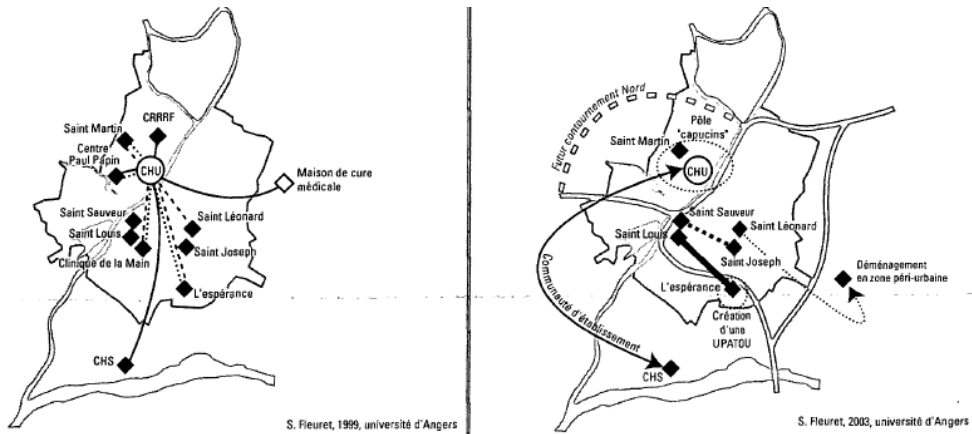 CRRRF
Saint Martin
Centre
Paul Papin
CHU
Maison de cure
médicale
Saint Sauveur
Saint Louis
Clinique de la Main
Saint Léonard
Saint Joseph
L'espérance
CHS
S. Fleuret, 1999, université d'Angers
Futur contournement Nord
Pôle
"capucins"
Saint Martin
CHU
Saint Sauveur
Saint Louis
Saint Léonard
Saint Joseph
L'espérance
Déménagement
en zone péri-urbaine
Création
d'une
UPATOU
Communauté d'établissement
CHS
S. Fleuret, 2003, université d'Angers